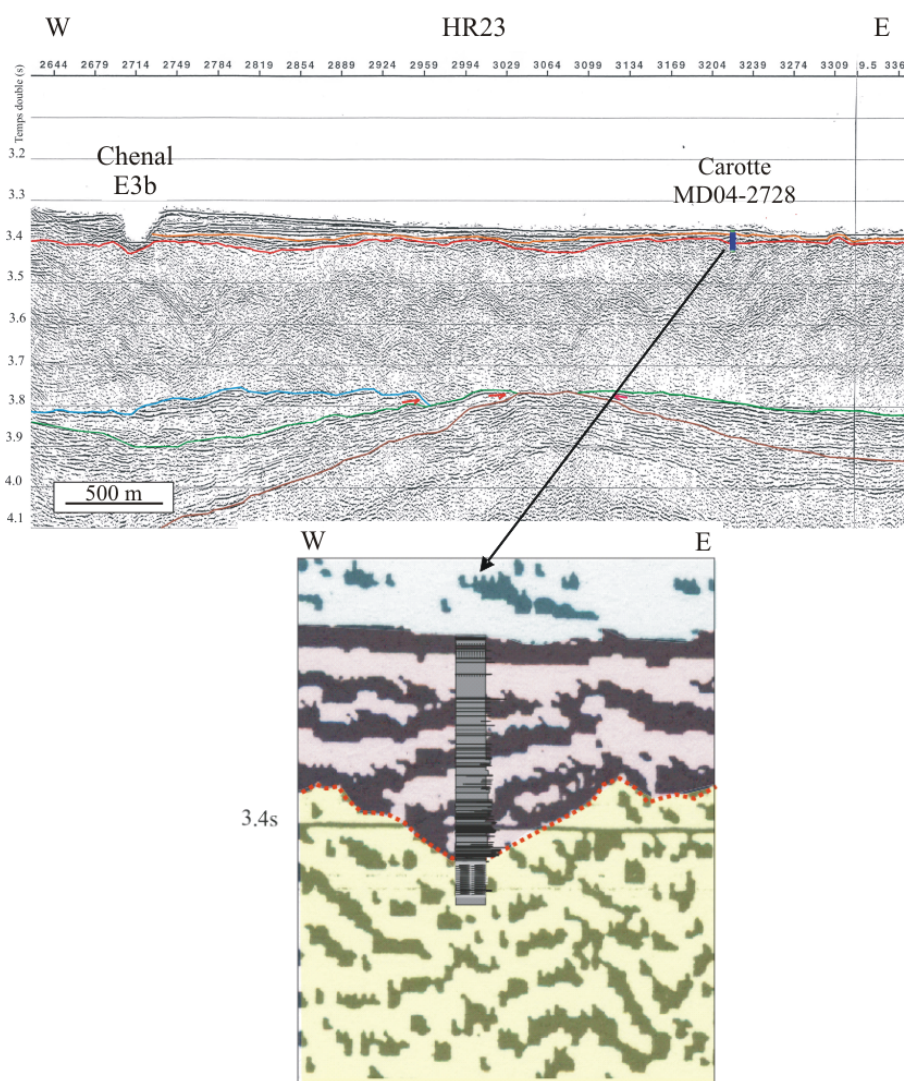 W HR23 E
2644 2679 2714 2749 2784 2819 2854 2889 2924 2959 2994 3029 3064 3099 3134 3169 3204 3239 3274 3309 9.5 336
Temps double (s)
3.2
Chenal
E3b
Carotte
MD04-2728
3.3
3.4
3.5
3.6
3.7
3.8
3.9
4.0
500 m
4.1
W E
3.4s